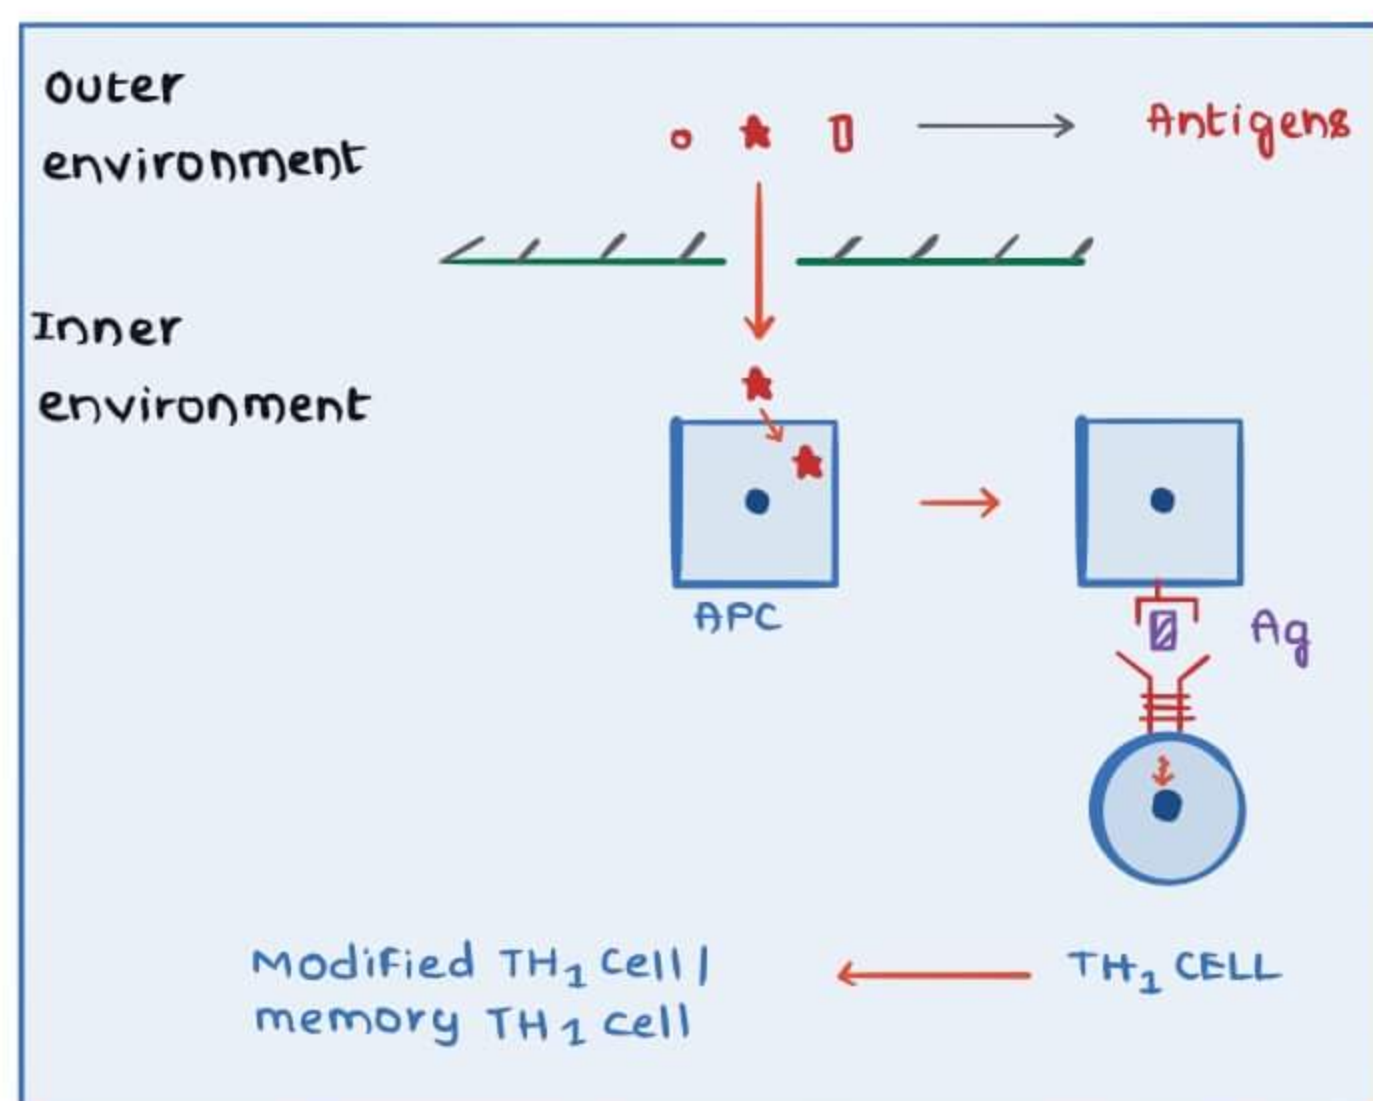 Outer
environment
Antigens
Inner
environment
APC
Ag
TH1 CELL
Modified TH1 Cell /
memory TH1 cell